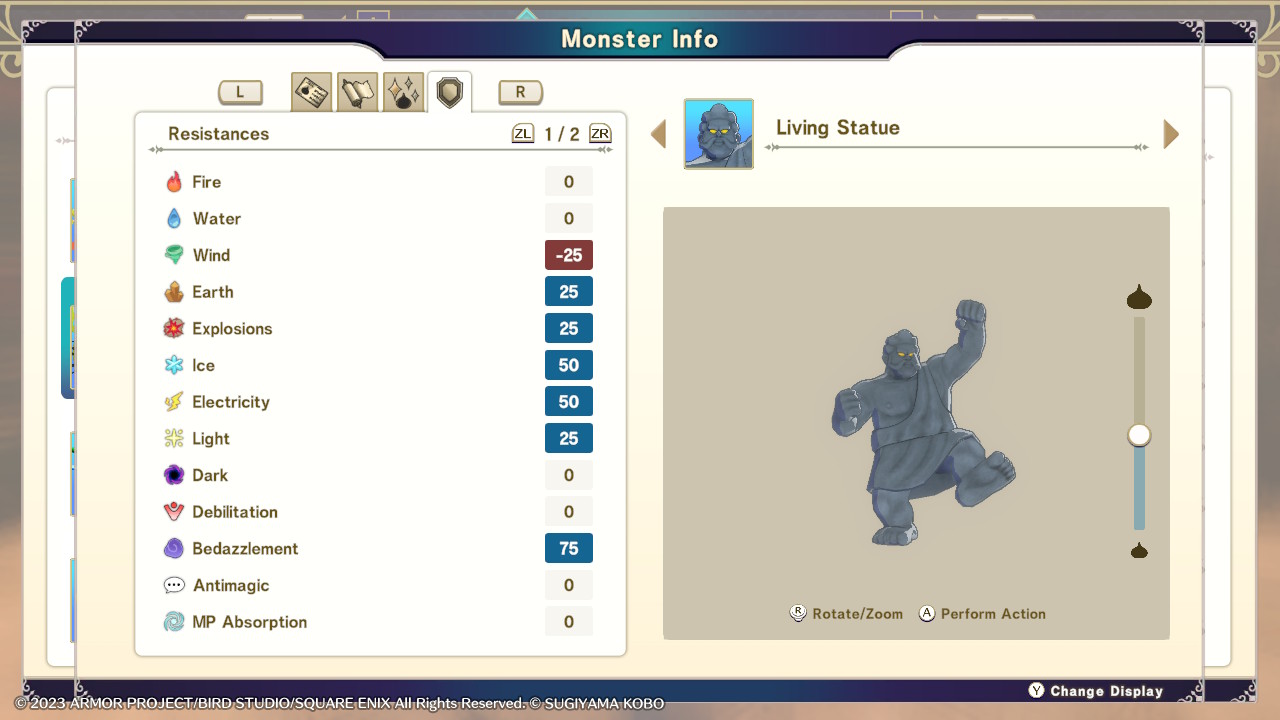 Monster Info
L
R
Resistances
ZL 1 / 2 ZR
Fire 0
Water 0
Wind -25
Earth 25
Explosions 25
Ice 50
Electricity 50
Light 25
Dark 0
Debilitation 0
Bedazzlement 75
Antimagic 0
MP Absorption 0
Living Statue
R Rotate/Zoom A Perform Action
Y Change Display
© 2023 ARMOR PROJECT/BIRD STUDIO/SQUARE ENIX All Rights Reserved. © SUGIYAMA KOBO